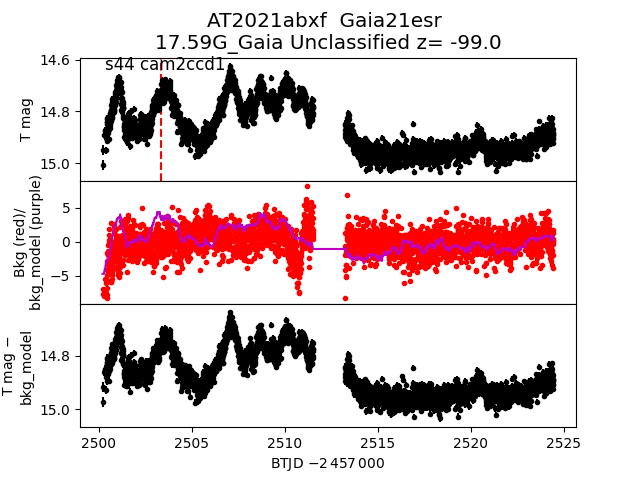 AT2021abxf  Gaia21esr
17.59G_Gaia Unclassified z= -99.0
s44 cam2ccd1
14.6
14.8
15.0
T mag
5
0
−5
Bkg (red)/
bkg_model (purple)
14.8
15.0
T mag −
bkg_model
2500
2505
2510
2515
2520
2525
BTJD −2 457 000